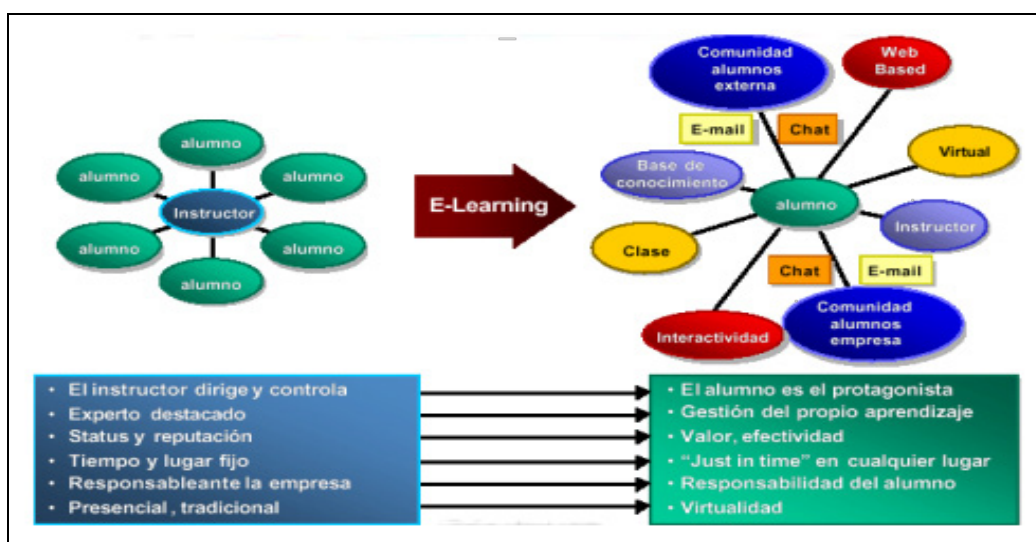 alumno
alumno
alumno
Instructor
alumno
alumno
alumno
E-Learning
Comunidad
alumnos
externa
Web
Based
E-mail
Chat
Virtual
Base de
conocimiento
alumno
Instructor
Clase
Chat
E-mail
Interactividad
Comunidad
alumnos
empresa
• El instructor dirige y controla
• Experto destacado
• Status y reputación
• Tiempo y lugar fijo
• Responsableante la empresa
• Presencial, tradicional
• El alumno es el protagonista
• Gestión del propio aprendizaje
• Valor, efectividad
• “Just in time” en cualquier lugar
• Responsabilidad del alumno
• Virtualidad